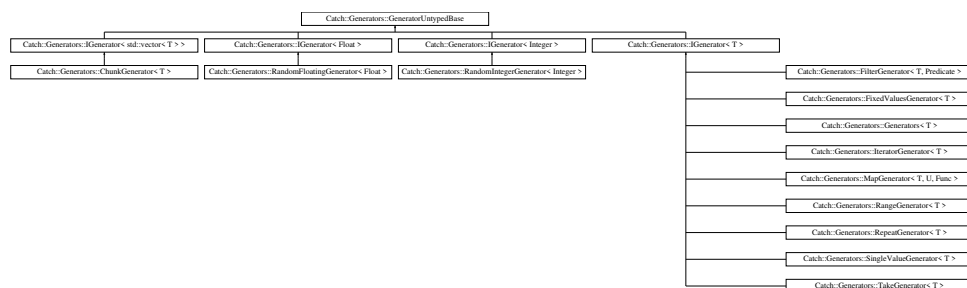 Catch::Generators::GeneratorUntypedBase
Catch::Generators::IGenerator< std::vector< T > >
Catch::Generators::IGenerator< Float >
Catch::Generators::IGenerator< Integer >
Catch::Generators::IGenerator< T >
Catch::Generators::ChunkGenerator< T >
Catch::Generators::RandomFloatingGenerator< Float >
Catch::Generators::RandomIntegerGenerator< Integer >
Catch::Generators::FilterGenerator< T, Predicate >
Catch::Generators::FixedValuesGenerator< T >
Catch::Generators::Generators< T >
Catch::Generators::IteratorGenerator< T >
Catch::Generators::MapGenerator< T, U, Func >
Catch::Generators::RangeGenerator< T >
Catch::Generators::RepeatGenerator< T >
Catch::Generators::SingleValueGenerator< T >
Catch::Generators::TakeGenerator< T >